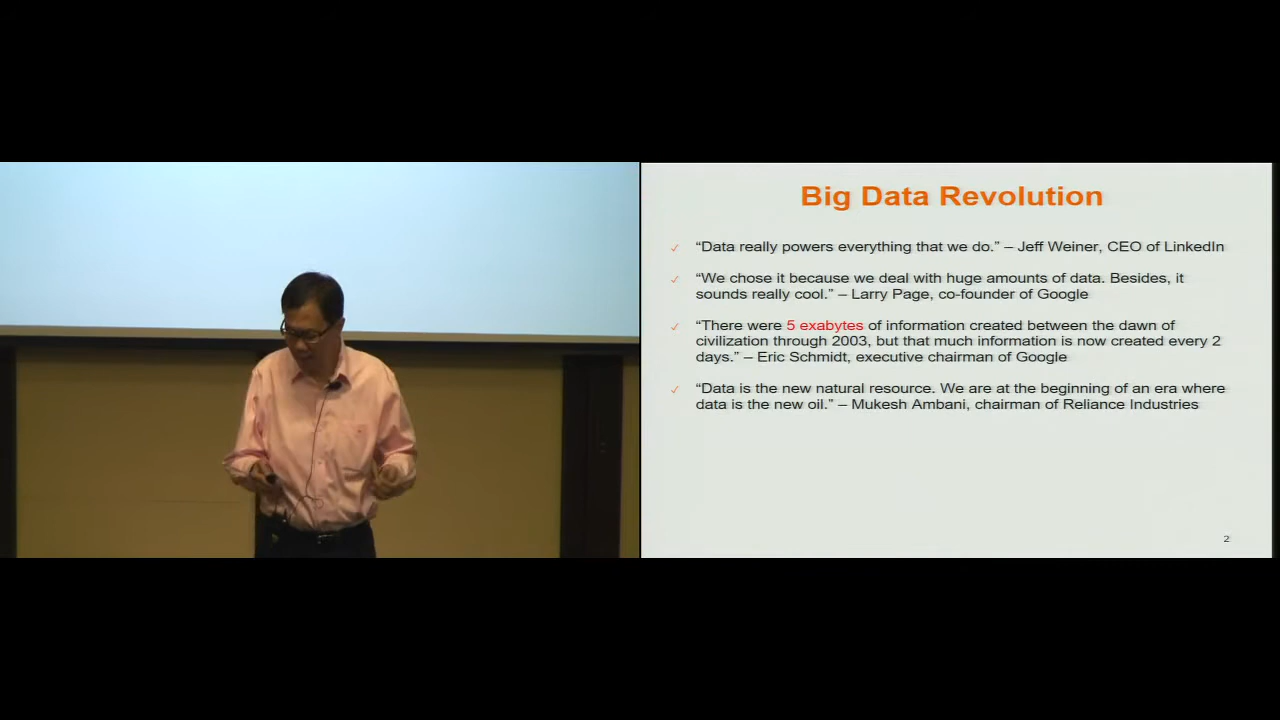 Big Data Revolution
✓ “Data really powers everything that we do.” – Jeff Weiner, CEO of LinkedIn
✓ “We chose it because we deal with huge amounts of data. Besides, it
sounds really cool.” – Larry Page, co-founder of Google
✓ “There were 5 exabytes of information created between the dawn of
civilization through 2003, but that much information is now created every 2
days.” – Eric Schmidt, executive chairman of Google
✓ “Data is the new natural resource. We are at the beginning of an era where
data is the new oil.” – Mukesh Ambani, chairman of Reliance Industries
2